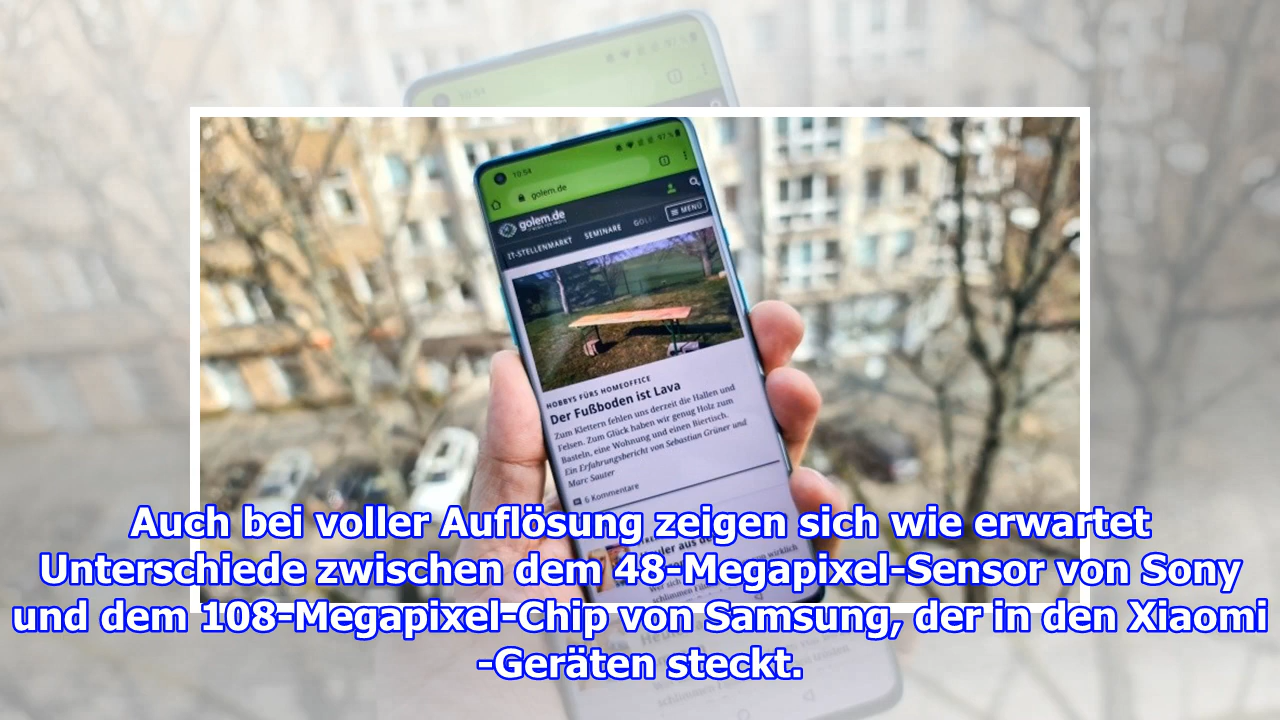 10:54
97 %
1
golem.de
golem.de
MENÜ
IT-STELLENMARKT SEMINARE
HOBBYS FÜRS HOMEOFFICE
Der Fußboden ist Lava
Zum Klettern fehlen uns derzeit die Hallen und
Felsen. Zum Glück haben wir genug Holz zum
Basteln, eine Wohnung und einen Biertisch.
Ein Erfahrungsbericht von Sebastian Grüner und
Marc Sauter
6 Kommentare
Auch bei voller Auflösung zeigen sich wie erwartet
Unterschiede zwischen dem 48-Megapixel-Sensor von Sony
und dem 108-Megapixel-Chip von Samsung, der in den Xiaomi
-Geräten steckt.